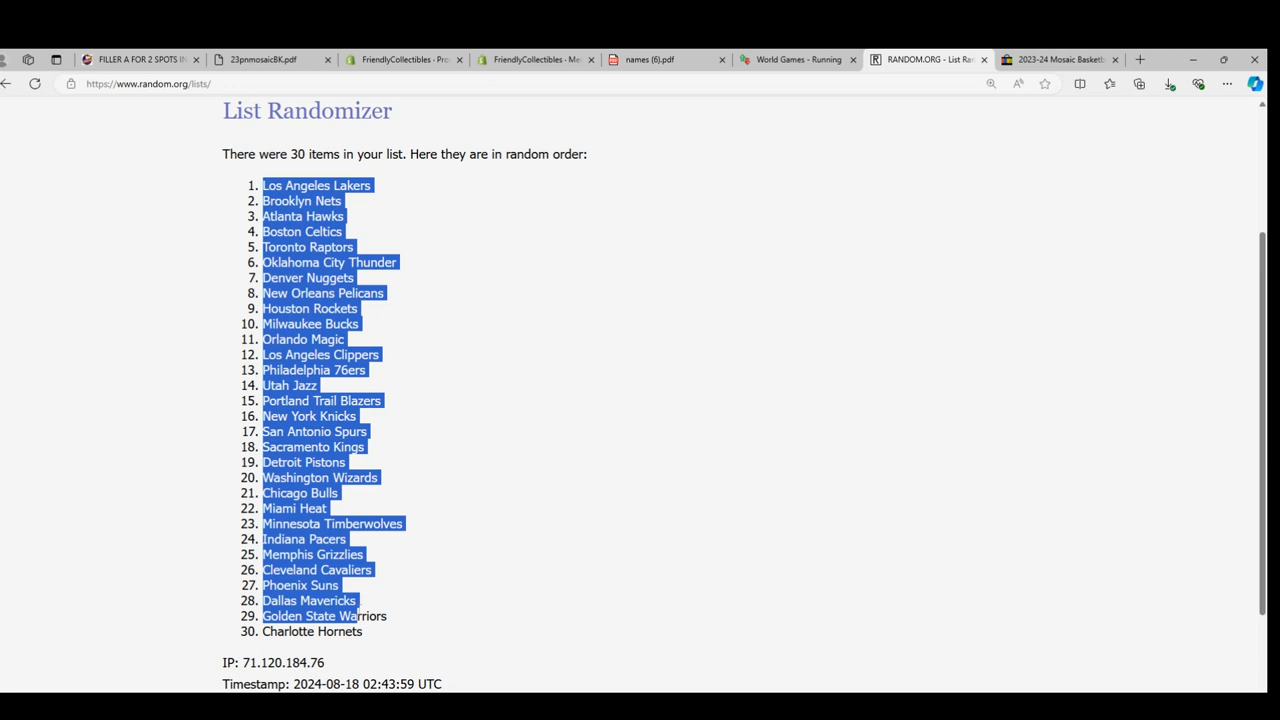 FILLER A FOR 2 SPOTS IN
23pnmosaicBK.pdf
FriendlyCollectibles - Pro
FriendlyCollectibles - Me
names (6).pdf
World Games - Running
RANDOM.ORG - List Ra
2023-24 Mosaic Basketb
https://www.random.org/lists/
List Randomizer
There were 30 items in your list. Here they are in random order:
1. Los Angeles Lakers
2. Brooklyn Nets
3. Atlanta Hawks
4. Boston Celtics
5. Toronto Raptors
6. Oklahoma City Thunder
7. Denver Nuggets
8. New Orleans Pelicans
9. Houston Rockets
10. Milwaukee Bucks
11. Orlando Magic
12. Los Angeles Clippers
13. Philadelphia 76ers
14. Utah Jazz
15. Portland Trail Blazers
16. New York Knicks
17. San Antonio Spurs
18. Sacramento Kings
19. Detroit Pistons
20. Washington Wizards
21. Chicago Bulls
22. Miami Heat
23. Minnesota Timberwolves
24. Indiana Pacers
25. Memphis Grizzlies
26. Cleveland Cavaliers
27. Phoenix Suns
28. Dallas Mavericks
29. Golden State Warriors
30. Charlotte Hornets
IP: 71.120.184.76
Timestamp: 2024-08-18 02:43:59 UTC